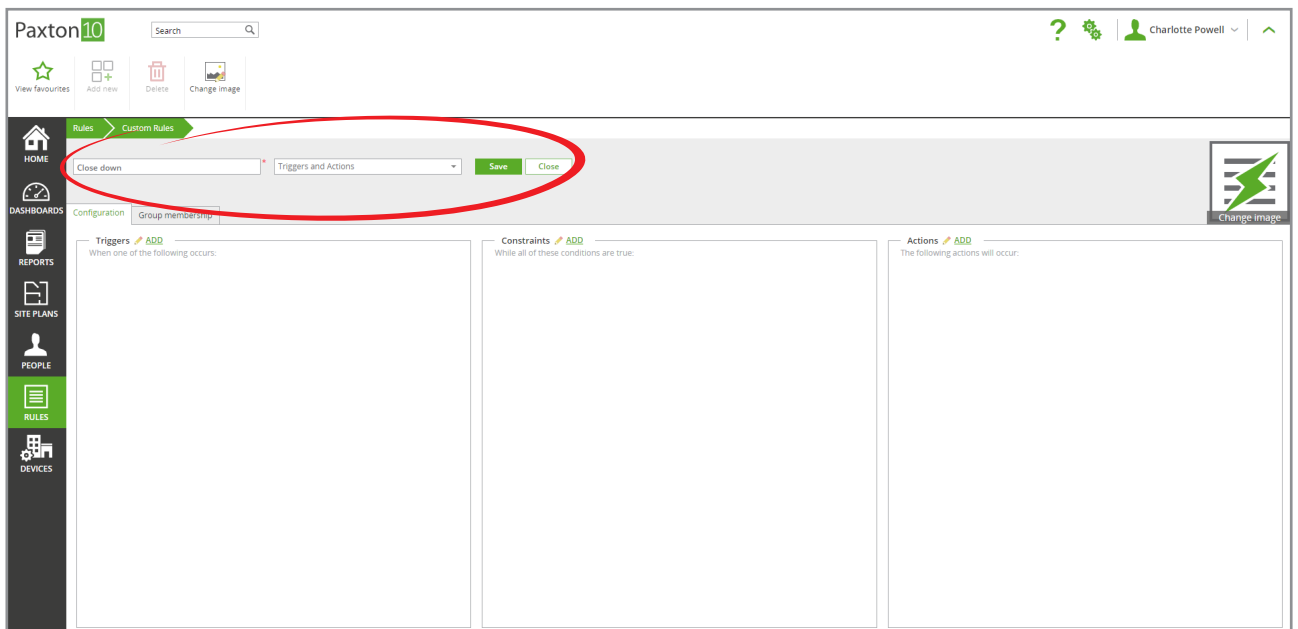 Paxton10
Search
Charlotte Powell
View favourites
Add new
Delete
Change image
HOME
DASHBOARDS
REPORTS
SITE PLANS
PEOPLE
RULES
DEVICES
Rules
Custom Rules
Close down *
Triggers and Actions
Save
Close
Change image
Configuration
Group membership
Triggers ADD
When one of the following occurs:
Constraints ADD
While all of these conditions are true:
Actions ADD
The following actions will occur: